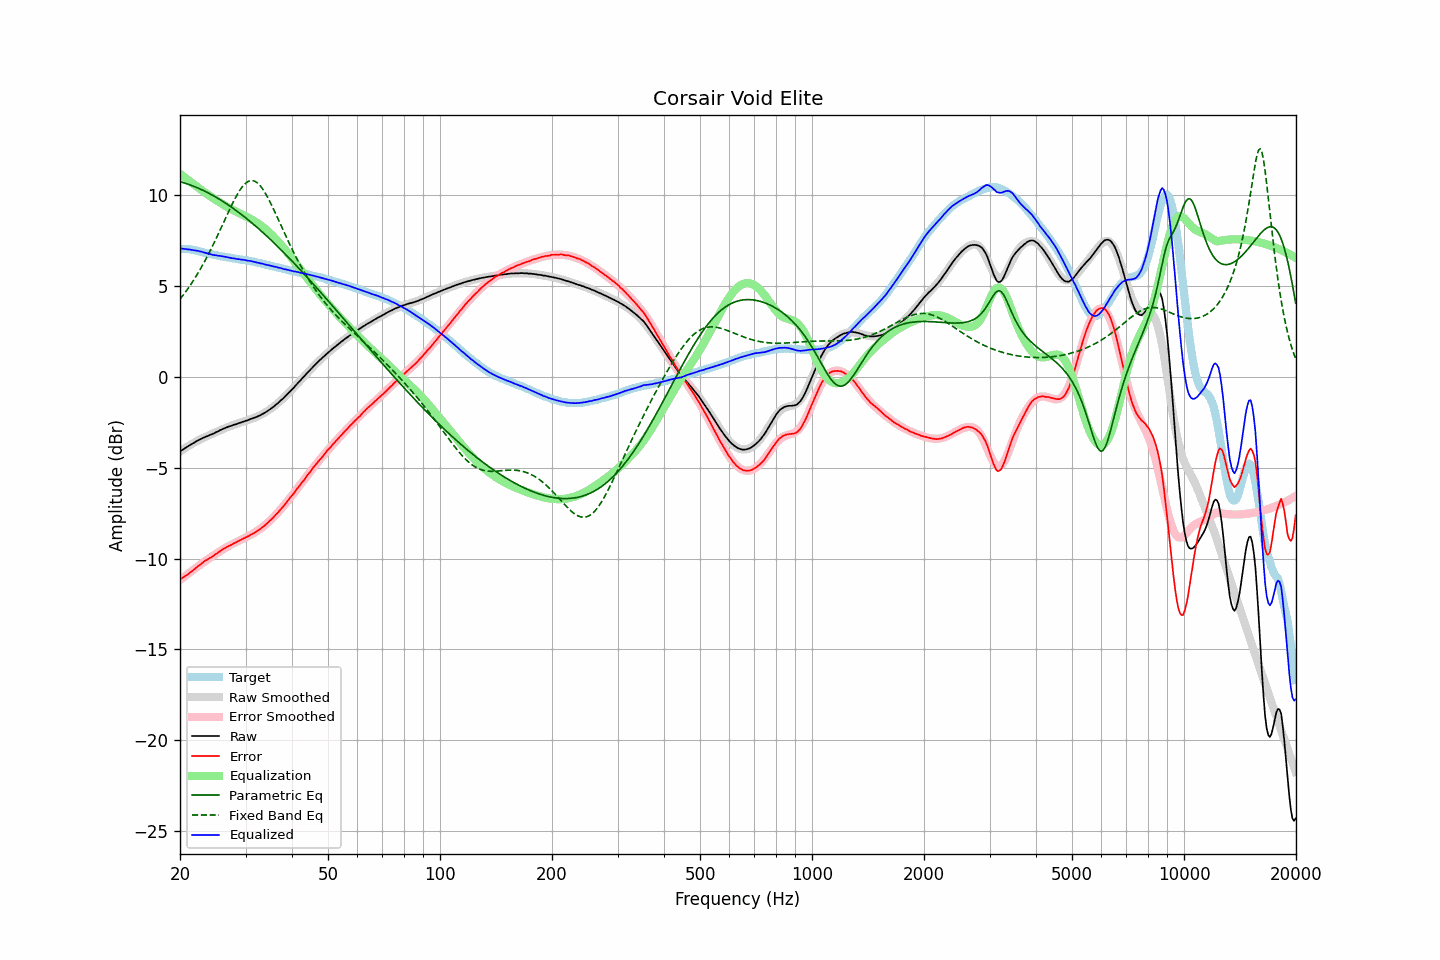 Corsair Void Elite
Amplitude (dBr)
10
5
0
−5
−10
−15
−20
−25
Target
Raw Smoothed
Error Smoothed
Raw
Error
Equalization
Parametric Eq
Fixed Band Eq
Equalized
20 50 100 200 500 1000 2000 5000 10000 20000
Frequency (Hz)